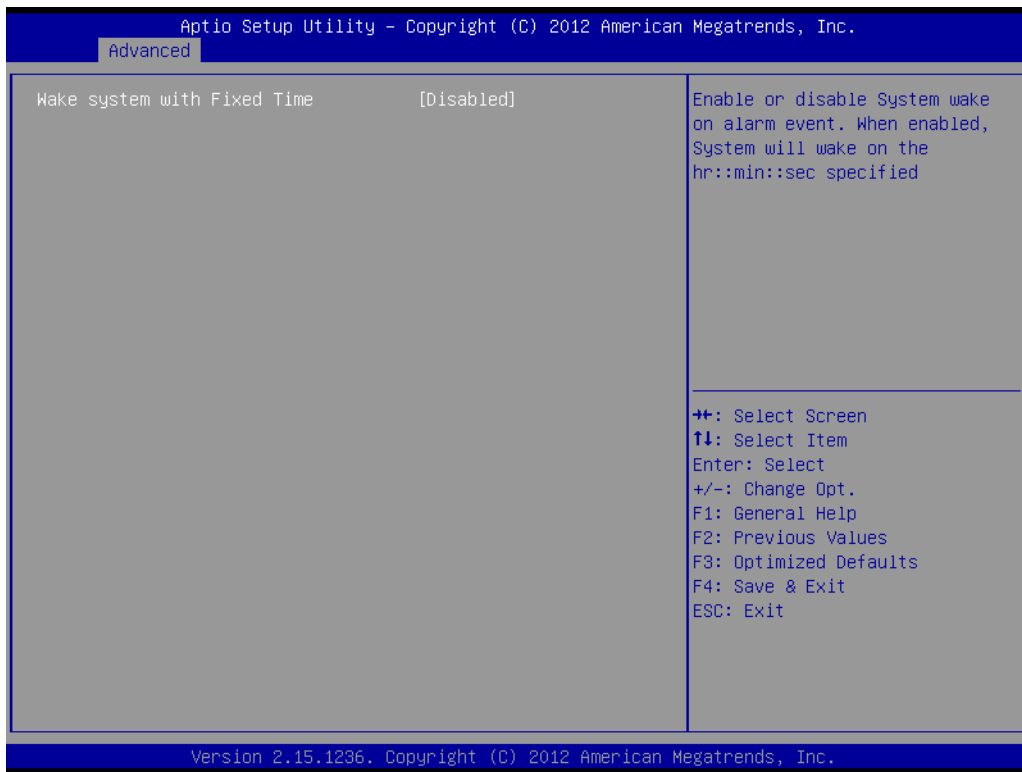 Aptio Setup Utility – Copyright (C) 2012 American Megatrends, Inc.
Advanced
Wake system with Fixed Time [Disabled]
Enable or disable System wake
on alarm event. When enabled,
System will wake on the
hr::min::sec specified
→←: Select Screen
↑↓: Select Item
Enter: Select
+/-: Change Opt.
F1: General Help
F2: Previous Values
F3: Optimized Defaults
F4: Save & Exit
ESC: Exit
Version 2.15.1236. Copyright (C) 2012 American Megatrends, Inc.